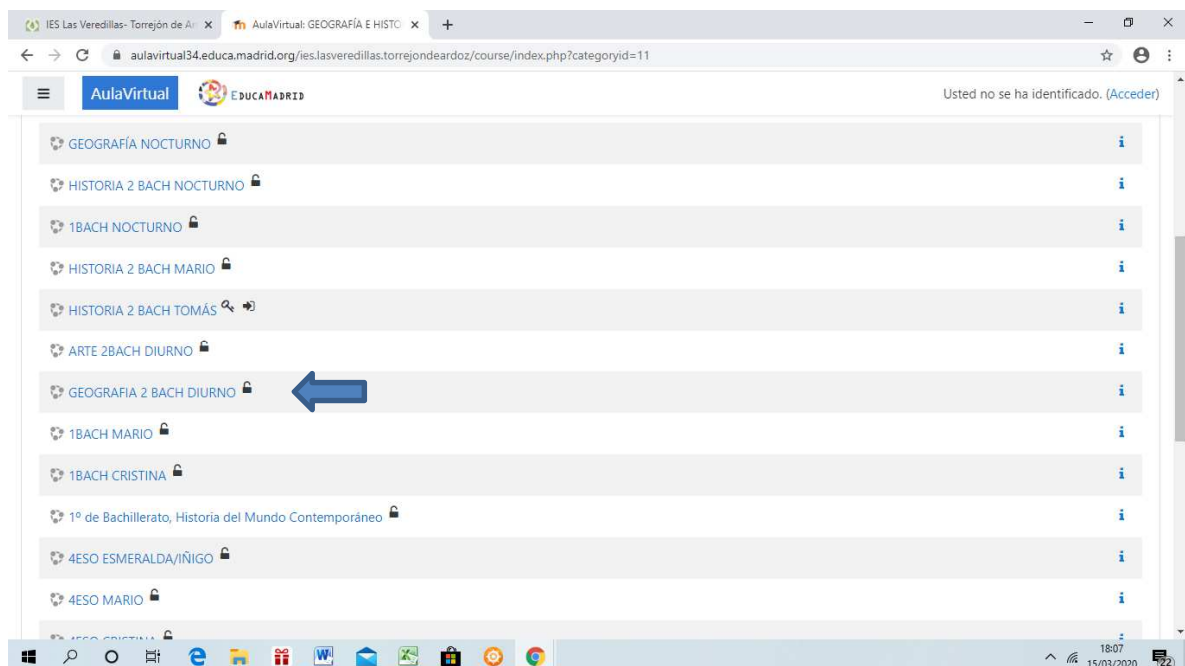 IES Las Veredillas- Torrejón de Ar
AulaVirtual: GEOGRAFÍA E HISTO
aulavirtual34.educa.madrid.org/ies.lasveredillas.torrejondeardoz/course/index.php?categoryid=11
AulaVirtual EDUCAMADRID Usted no se ha identificado. (Acceder)
GEOGRAFÍA NOCTURNO
HISTORIA 2 BACH NOCTURNO
1BACH NOCTURNO
HISTORIA 2 BACH MARIO
HISTORIA 2 BACH TOMÁS
ARTE 2BACH DIURNO
GEOGRAFIA 2 BACH DIURNO
1BACH MARIO
1BACH CRISTINA
1º de Bachillerato, Historia del Mundo Contemporáneo
4ESO ESMERALDA/IÑIGO
4ESO MARIO
4ESO CRISTINA
18:07
15/03/2020
22